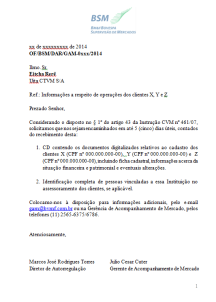 BSM
BM&FBOVESPA
Supervisão de Mercados
xx de xxxxxxxxx de 2014
OF/BSM/DAR/GAM-0xxx/2014
Ilmo. Sr.
CTVM S/A
Ref.: Informações a respeito de operações dos clientes X, Y e Z
Prezado Senhor,
Considerando o disposto no § 1º do artigo 43 da Instrução CVM nº 461/07,
solicitamos que nos sejam encaminhados em até 5 (cinco) dias úteis, contados
do recebimento desta:
1. CD contendo os documentos digitalizados relativos ao cadastro dos
clientes X (CPF nº 000.000.000-00), Y (CPF nº 000.000.000-00) e Z
(CPF nº 000.000.000-00), incluindo ficha cadastral, informações acerca da
situação financeira e patrimonial e eventuais alterações.
2. Identificação completa de pessoas vinculadas a essa Instituição no
assessoramento dos clientes, se aplicável.
Colocamo-nos à disposição para informações adicionais, pelo e-mail
gam@bvmf.com.br ou na Gerência de Acompanhamento de Mercado, pelos
telefones (11) 2565-6375/6786.
Atenciosamente,
Marcos José Rodrigues Torres Julio Cesar Cuter
Diretor de Autorregulação Gerente de Acompanhamento de Mercado
1